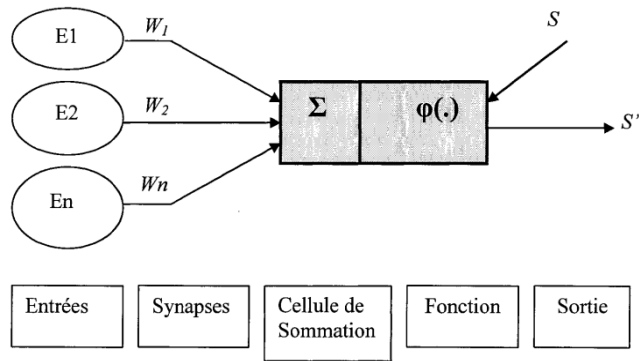 S
E1
W1
E2
W2
Σ
φ(.)
S'
En
Wn
Entrées
Synapses
Cellule de
Sommation
Fonction
Sortie